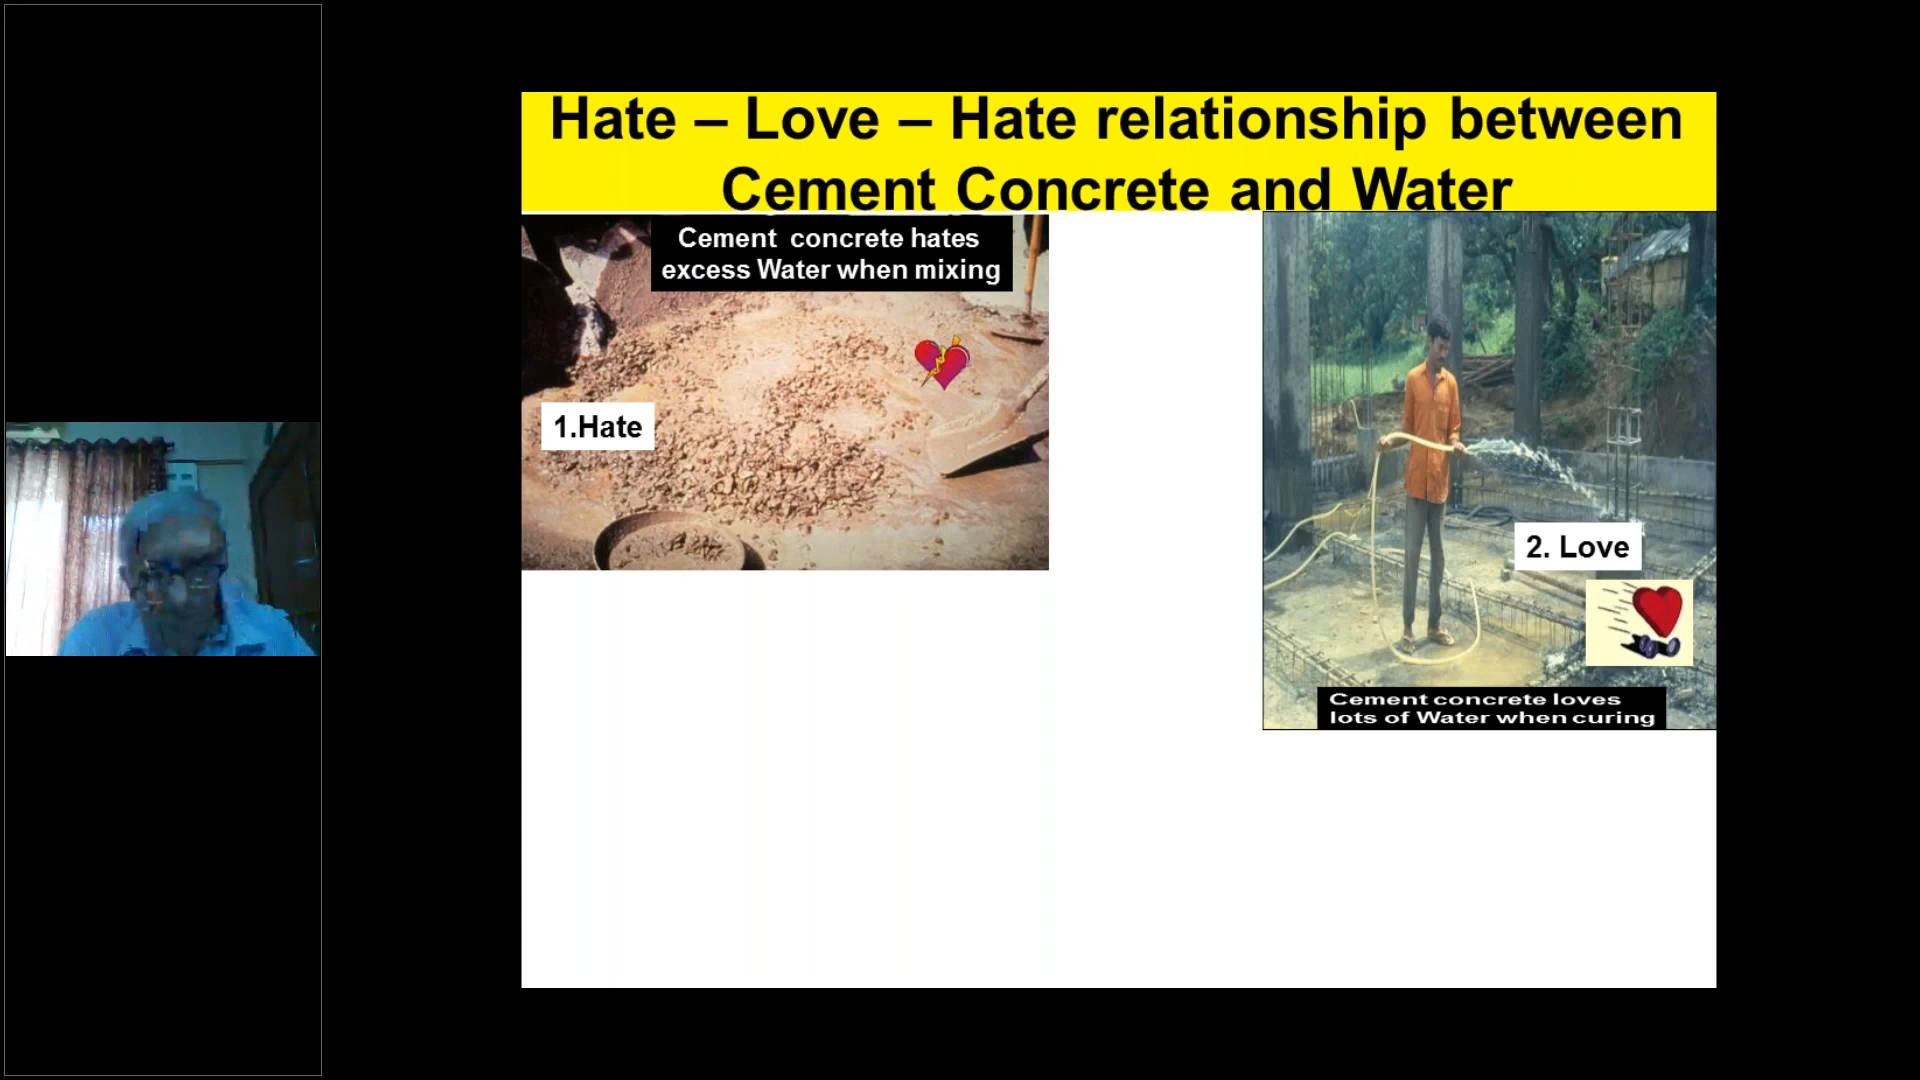 Hate – Love – Hate relationship between
Cement Concrete and Water
Cement concrete hates
excess Water when mixing
1.Hate
2. Love
Cement concrete loves
lots of Water when curing